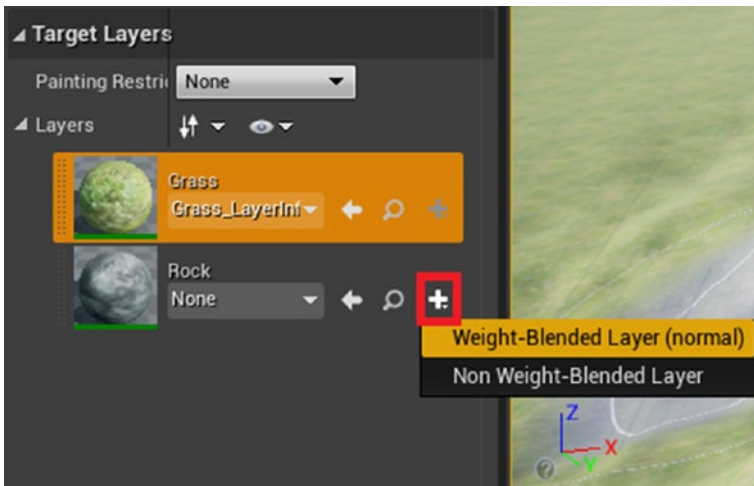 Target Layers
Painting Restri None
Layers
Grass
Grass_LayerInf
Rock
None
Weight-Blended Layer (normal)
Non Weight-Blended Layer
Z
X
Y
?